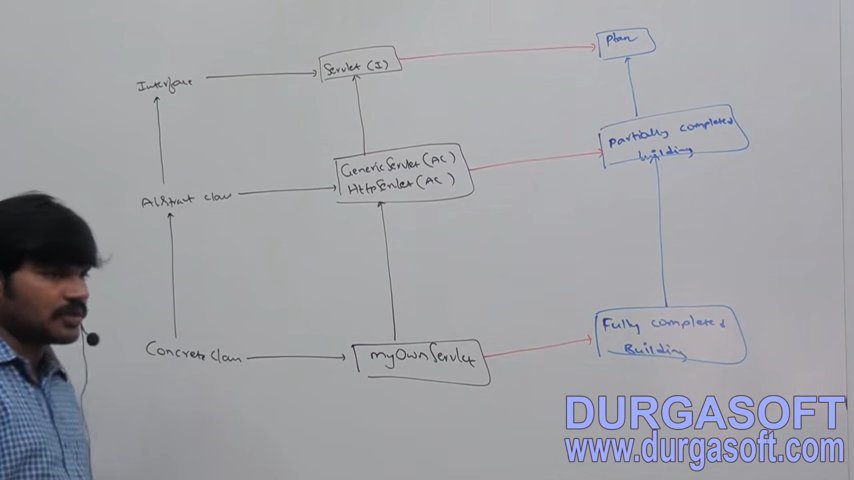 Plan
Interface
Servlet (I)
Partially completed
building
GenericServlet (AC)
HttpServlet (AC)
Abstract class
Fully completed
Building
Concrete Class
myOwnServlet
DURGASOFT
www.durgasoft.com